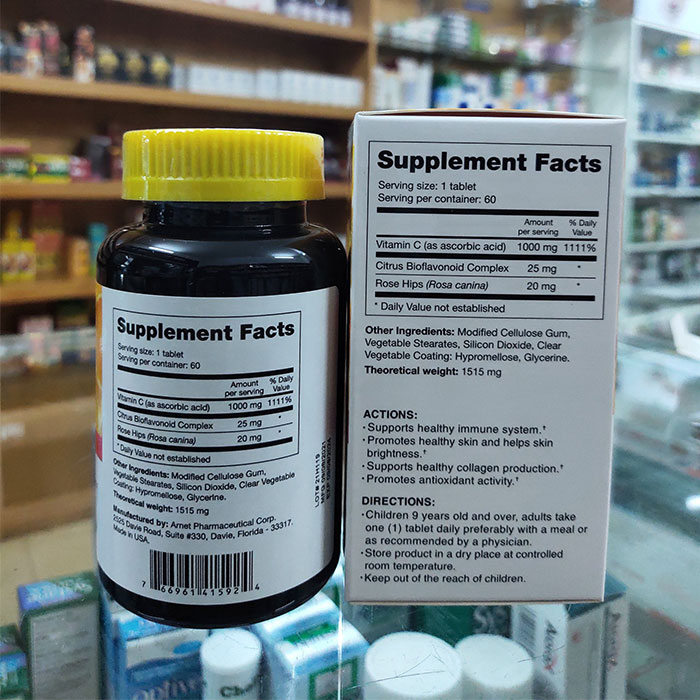 Supplement Facts
Serving size: 1 tablet
Serving per container: 60
Amount per serving
% Daily Value
Vitamin C (as ascorbic acid) 1000 mg 1111%
Citrus Bioflavonoid Complex 25 mg *
Rose Hips (Rosa canina) 20 mg *
* Daily Value not established
Other Ingredients: Modified Cellulose Gum,
Vegetable Stearates, Silicon Dioxide, Clear Vegetable
Coating: Hypromellose, Glycerine.
Theoretical weight: 1515 mg
Manufactured by: Arnet Pharmaceutical Corp.
2525 Davie Road, Suite #330, Davie, Florida - 33317.
Made in USA.
7 66961 41592 4
LOT# 21H119
Supplement Facts
Serving size: 1 tablet
Serving per container: 60
Amount per serving
% Daily Value
Vitamin C (as ascorbic acid) 1000 mg 1111%
Citrus Bioflavonoid Complex 25 mg *
Rose Hips (Rosa canina) 20 mg *
* Daily Value not established
Other Ingredients: Modified Cellulose Gum,
Vegetable Stearates, Silicon Dioxide, Clear
Vegetable Coating: Hypromellose, Glycerine.
Theoretical weight: 1515 mg
ACTIONS:
· Supports healthy immune system.†
· Promotes healthy skin and helps skin
brightness.†
· Supports healthy collagen production.†
· Promotes antioxidant activity.†
DIRECTIONS:
· Children 9 years old and over, adults take
one (1) tablet daily preferably with a meal or
as recommended by a physician.
· Store product in a dry place at controlled
room temperature.
· Keep out of the reach of children.